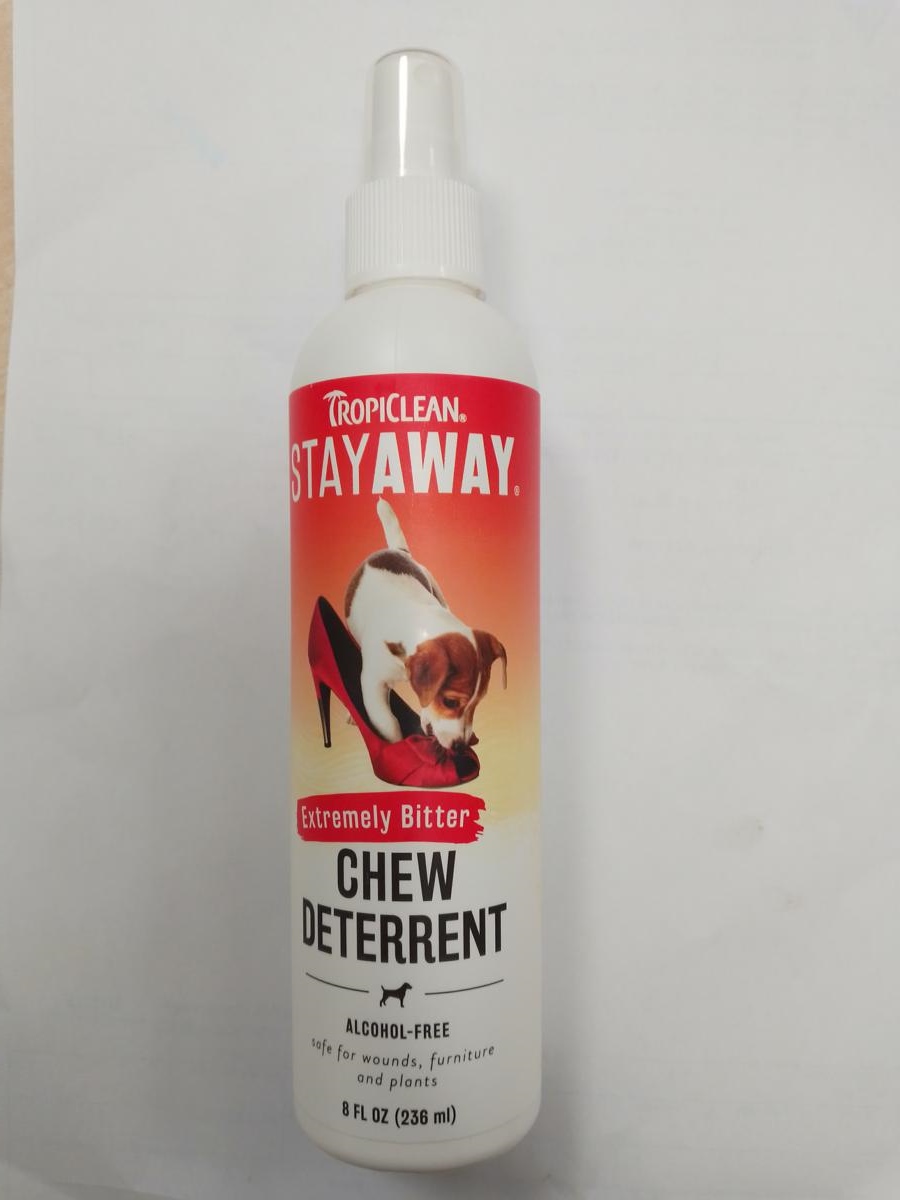 TROPICLEAN®
STAYAWAY®
Extremely Bitter
CHEW
DETERRENT
ALCOHOL-FREE
safe for wounds, furniture
and plants
8 FL OZ (236 ml)